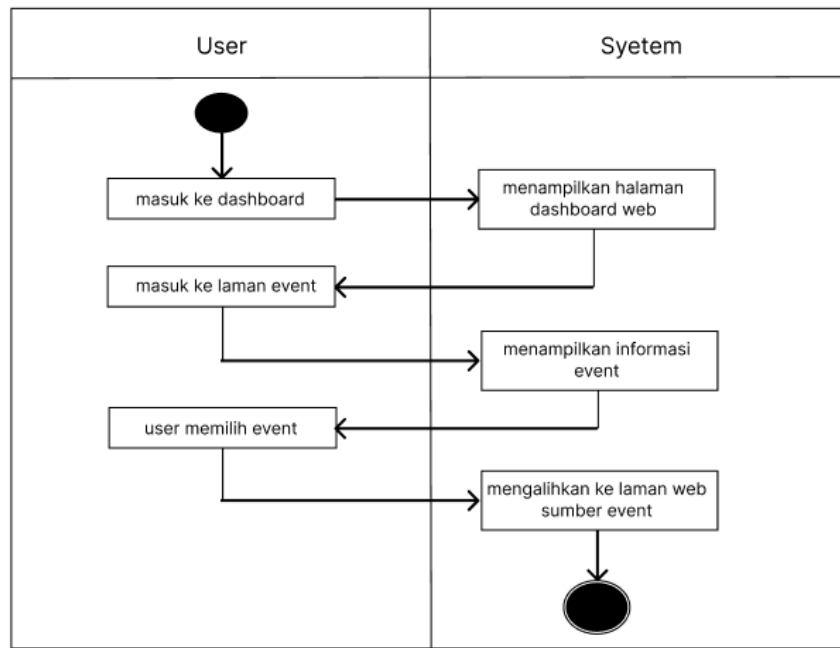 User
Syetem
masuk ke dashboard
menampilkan halaman
dashboard web
masuk ke laman event
menampilkan informasi
event
user memilih event
mengalihkan ke laman web
sumber event